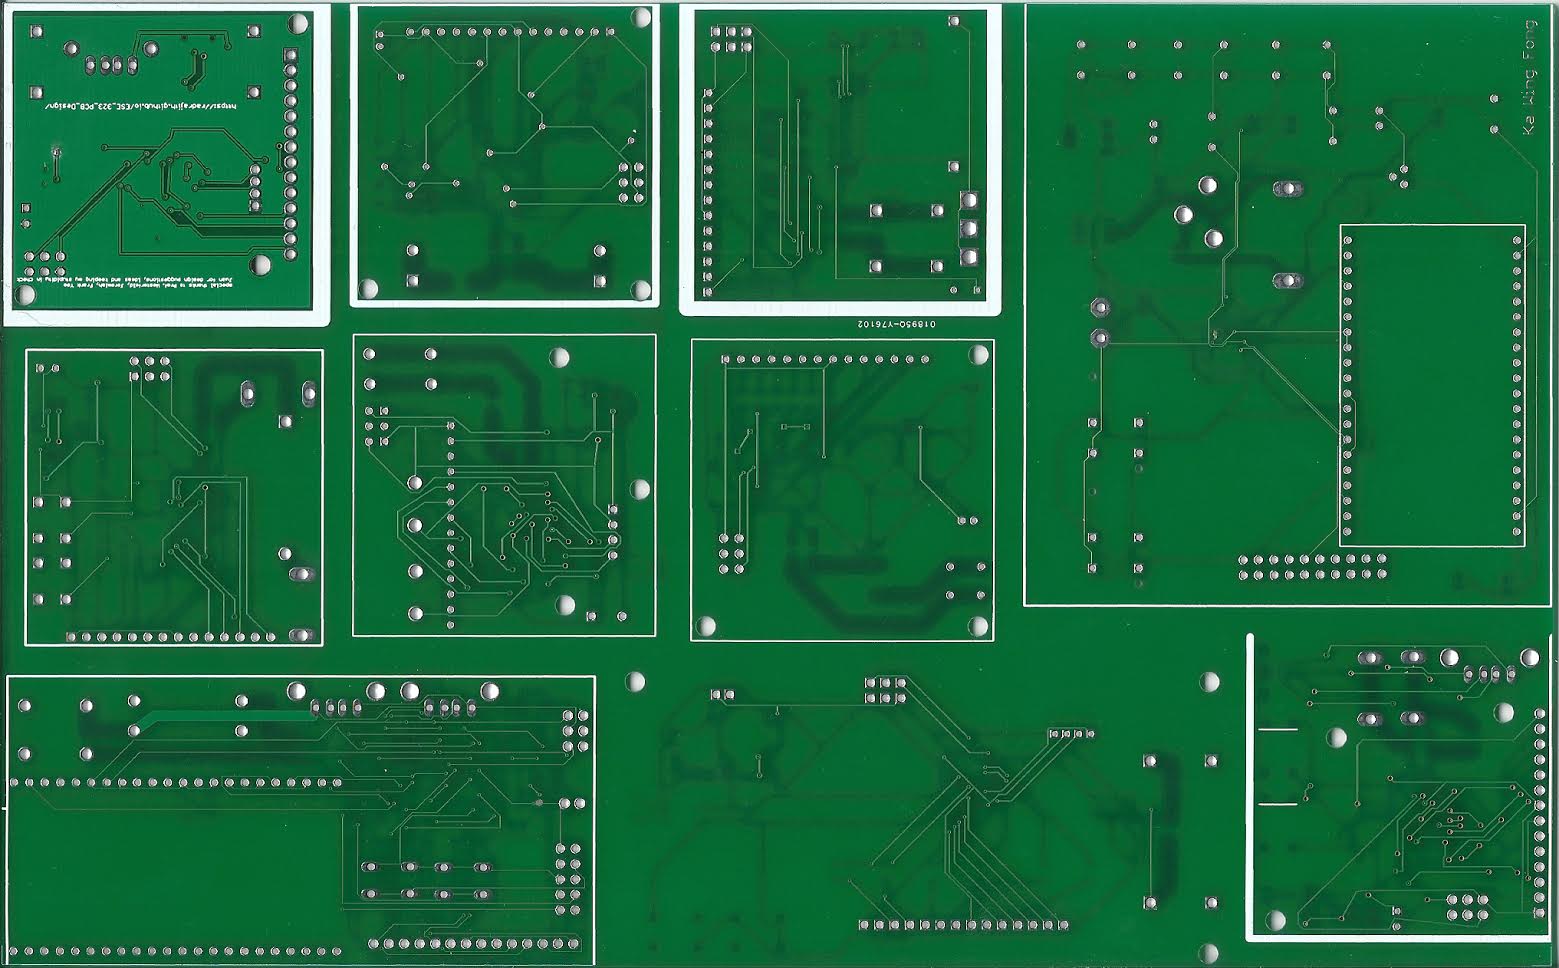 01895Q-Y76102
special thanks to Prof. Westerfeld, Jeremiah, Frank Yee
Juan for design suggestions, ideas and keeping my stupidity in check
https://radrajith.github.io/ESE_323_PCB_Design/
Ka Wing Fong